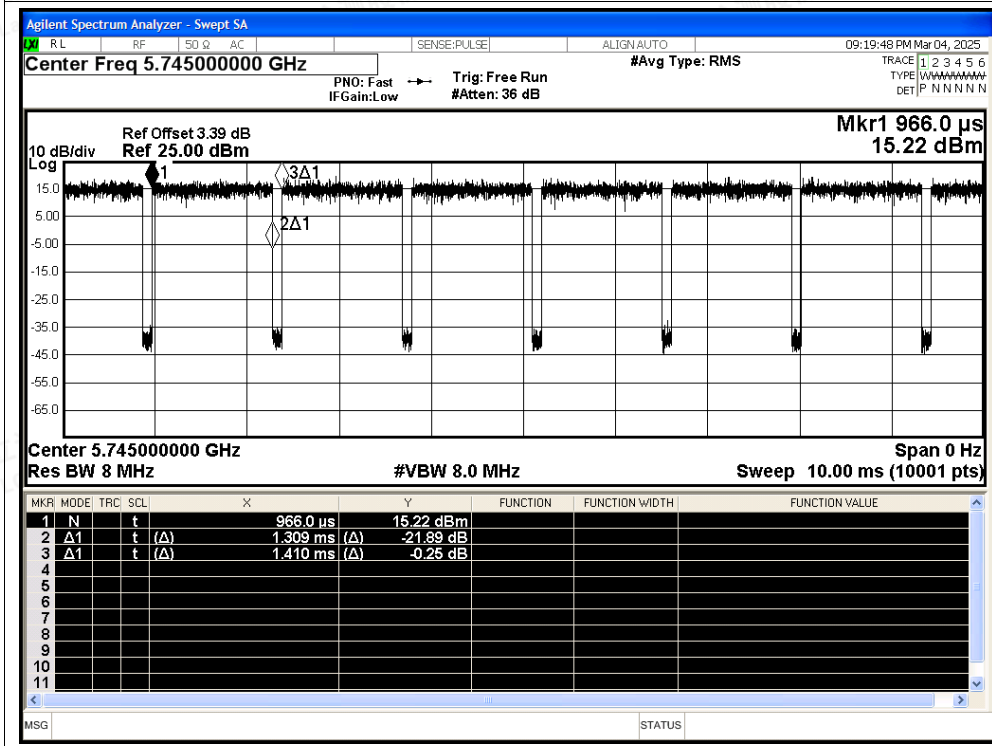 Agilent Spectrum Analyzer - Swept SA
LXI RL RF 50 Ω AC SENSE:PULSE ALIGN AUTO 09:19:48 PM Mar 04, 2025
Center Freq 5.745000000 GHz #Avg Type: RMS TRACE 1 2 3 4 5 6
PNO: Fast Trig: Free Run TYPE
IFGain:Low #Atten: 36 dB DET P N N N N N
Mkr1 966.0 µs
Ref Offset 3.39 dB
10 dB/div Ref 25.00 dBm 15.22 dBm
Log
1 3Δ1
15.0
5.00 2Δ1
-5.00
-15.0
-25.0
-35.0
-45.0
-55.0
-65.0
Center 5.745000000 GHz Span 0 Hz
Res BW 8 MHz #VBW 8.0 MHz Sweep 10.00 ms (10001 pts)
MKR MODE TRC SCL X Y FUNCTION FUNCTION WIDTH FUNCTION VALUE
1 N t 966.0 µs 15.22 dBm
2 Δ1 t (Δ) 1.309 ms (Δ) -21.89 dB
3 Δ1 t (Δ) 1.410 ms (Δ) -0.25 dB
4
5
6
7
8
9
10
11
MSG STATUS